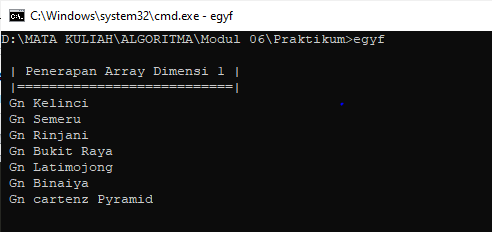 C:\Windows\system32\cmd.exe - egyf
D:\MATA KULIAH\ALGORITMA\Modul 06\Praktikum>egyf
| Penerapan Array Dimensi 1 |
|===========================|
Gn Kelinci
Gn Semeru
Gn Rinjani
Gn Bukit Raya
Gn Latimojong
Gn Binaiya
Gn cartenz Pyramid